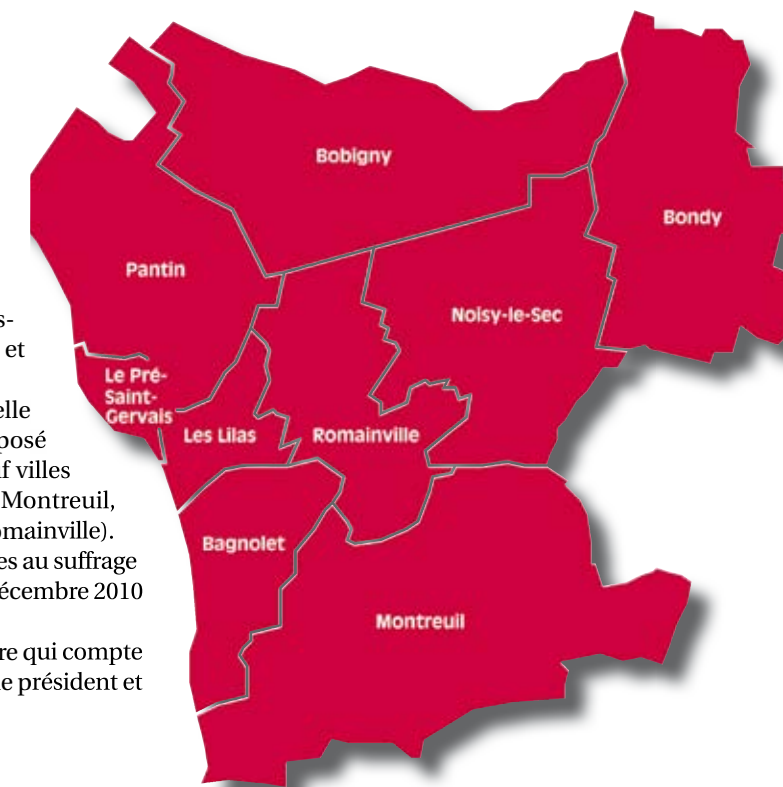 s-
et
elle
posé
f villes
Montreuil,
omainville).
es au suffrage
écembre 2010
re qui compte
e président et
Bobigny
Bondy
Pantin
Noisy-le-Sec
Le Pré-
Saint-
Gervais
Les Lilas
Romainville
Bagnolet
Montreuil